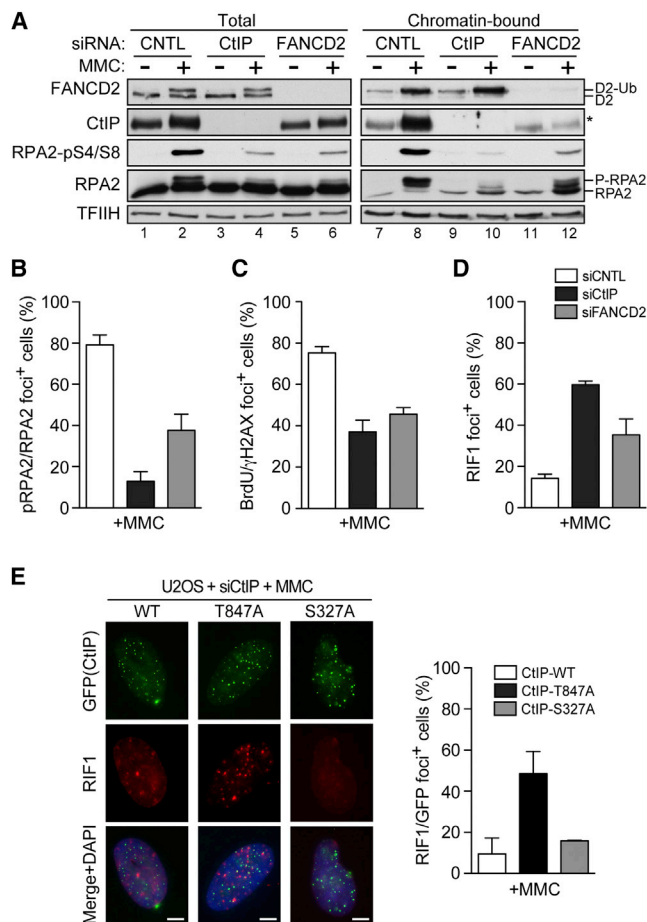 A
Total Chromatin-bound
siRNA: CNTL CtIP FANCD2 CNTL CtIP FANCD2
MMC: - + - + - + - + - + - +
FANCD2 D2-Ub
D2
CtIP *
RPA2-pS4/S8
RPA2 P-RPA2
RPA2
TFIIH
1 2 3 4 5 6 7 8 9 10 11 12
B C D
siCNTL
siCtIP
siFANCD2
pRPA2/RPA2 foci+ cells (%)
100
80
60
40
20
0
+MMC
BrdU/γH2AX foci+ cells (%)
100
80
60
40
20
0
+MMC
RIF1 foci+ cells (%)
100
80
60
40
20
0
+MMC
E
U2OS + siCtIP + MMC
WT T847A S327A
GFP(CtIP)
RIF1
Merge+DAPI
RIF1/GFP foci+ cells (%)
100
80
60
40
20
0
CtIP-WT
CtIP-T847A
CtIP-S327A
+MMC